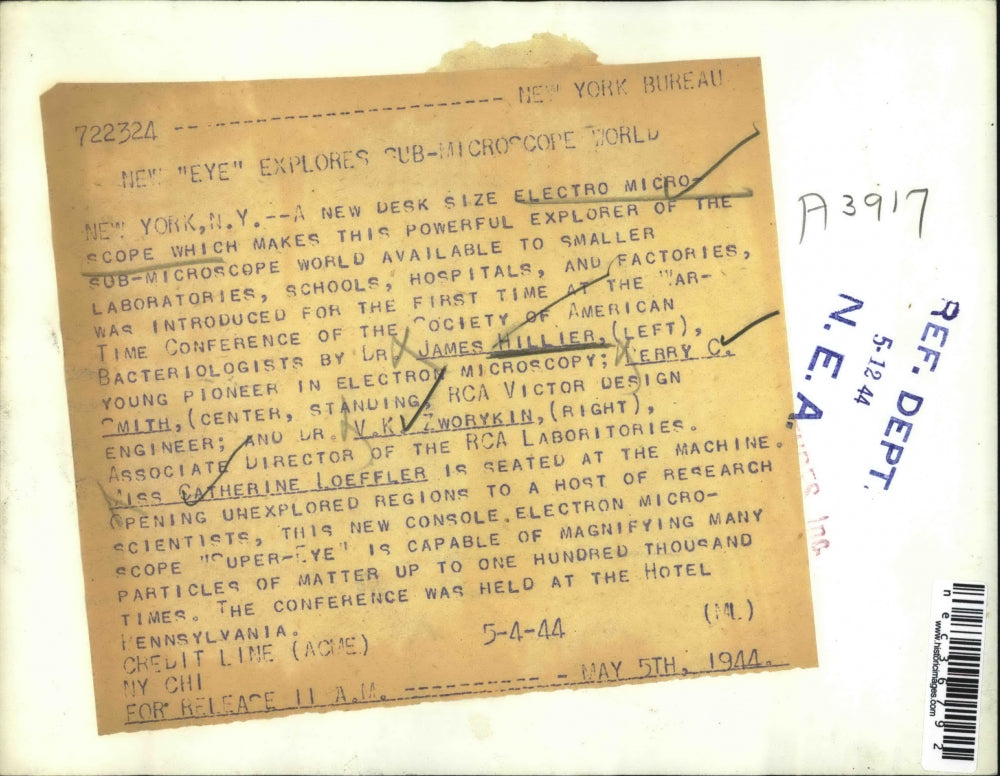 722324 -------------------------------- NEW YORK BUREAU
NEW "EYE" EXPLORES SUB-MICROSCOPE WORLD
NEW YORK, N.Y.--A NEW DESK SIZE ELECTRO MICRO-
SCOPE WHICH MAKES THIS POWERFUL EXPLORER OF THE
SUB-MICROSCOPE WORLD AVAILABLE TO SMALLER
LABORATORIES, SCHOOLS, HOSPITALS, AND FACTORIES,
WAS INTRODUCED FOR THE FIRST TIME AT THE WAR-
TIME CONFERENCE OF THE SOCIETY OF AMERICAN
BACTERIOLOGISTS BY DR. JAMES HILLIER, (LEFT),
YOUNG PIONEER IN ELECTRON MICROSCOPY; PERRY C.
SMITH, (CENTER, STANDING, RCA VICTOR DESIGN
ENGINEER; AND DR. V.K. ZWORYKIN, (RIGHT),
ASSOCIATE DIRECTOR OF THE RCA LABORITORIES.
MISS CATHERINE LOEFFLER IS SEATED AT THE MACHINE.
OPENING UNEXPLORED REGIONS TO A HOST OF RESEARCH
SCIENTISTS, THIS NEW CONSOLE ELECTRON MICRO-
SCOPE "SUPER-EYE" IS CAPABLE OF MAGNIFYING MANY
PARTICLES OF MATTER UP TO ONE HUNDRED THOUSAND
TIMES. THE CONFERENCE WAS HELD AT THE HOTEL
PENNSYLVANIA.
CREDIT LINE (ACME) 5-4-44 (ML)
NY CHI
FOR RELEASE 11 A.M. ----------- - MAY 5TH, 1944.
A3917
REF. DEPT.
5-12 44
N. E. A.
Inc.
nec36792
www.historicimages.com